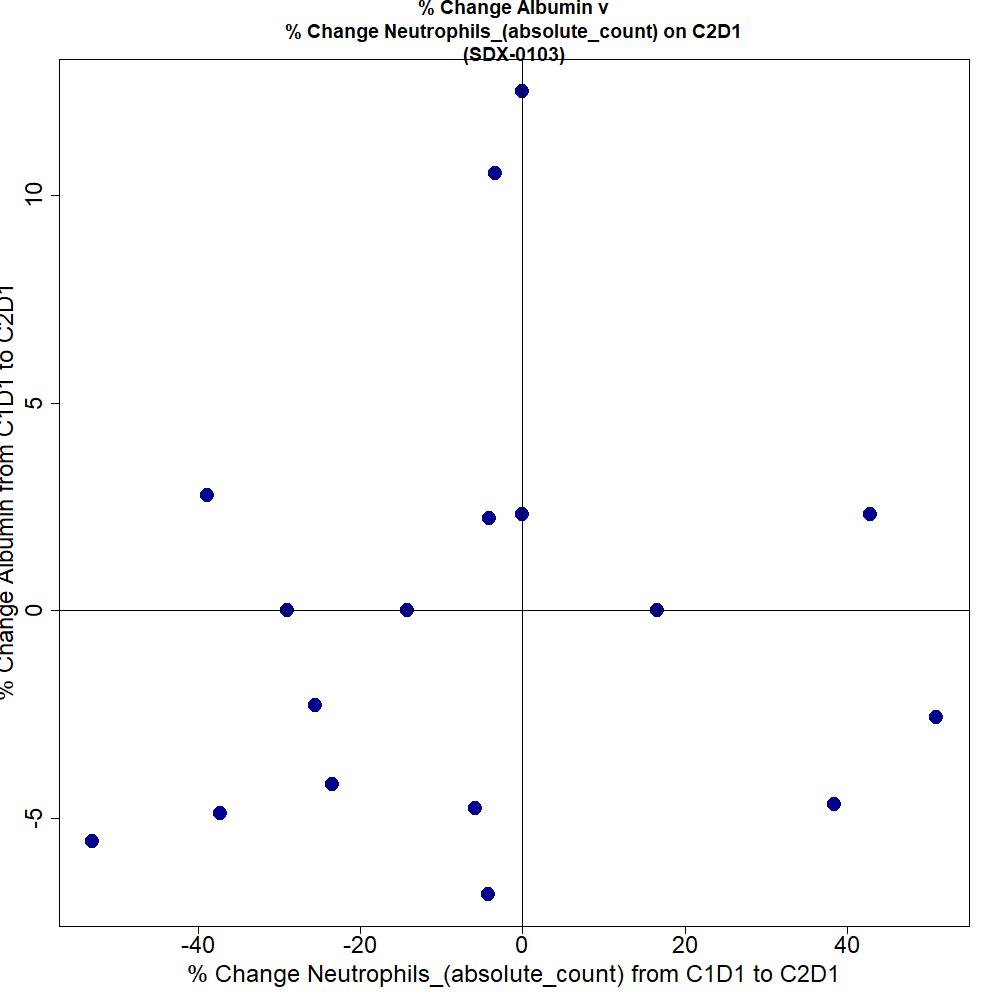 % Change Albumin v
% Change Neutrophils_(absolute_count) on C2D1
(SDX-0103)
% Change Albumin from C1D1 to C2D1
10
5
0
-5
-40
-20
0
20
40
% Change Neutrophils_(absolute_count) from C1D1 to C2D1